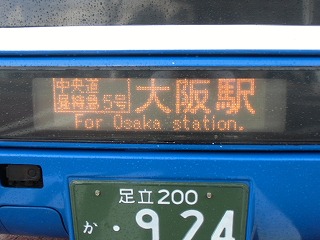 中央道
昼特急5号
大阪駅
For Osaka station.
足立200
か・924